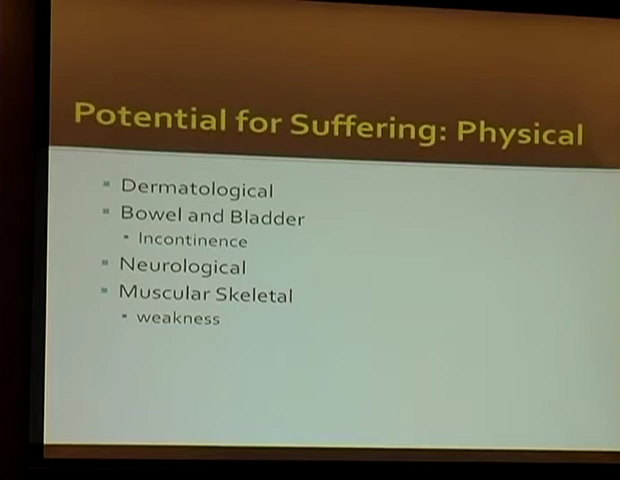 Potential for Suffering: Physical
Dermatological
Bowel and Bladder
Incontinence
Neurological
Muscular Skeletal
weakness